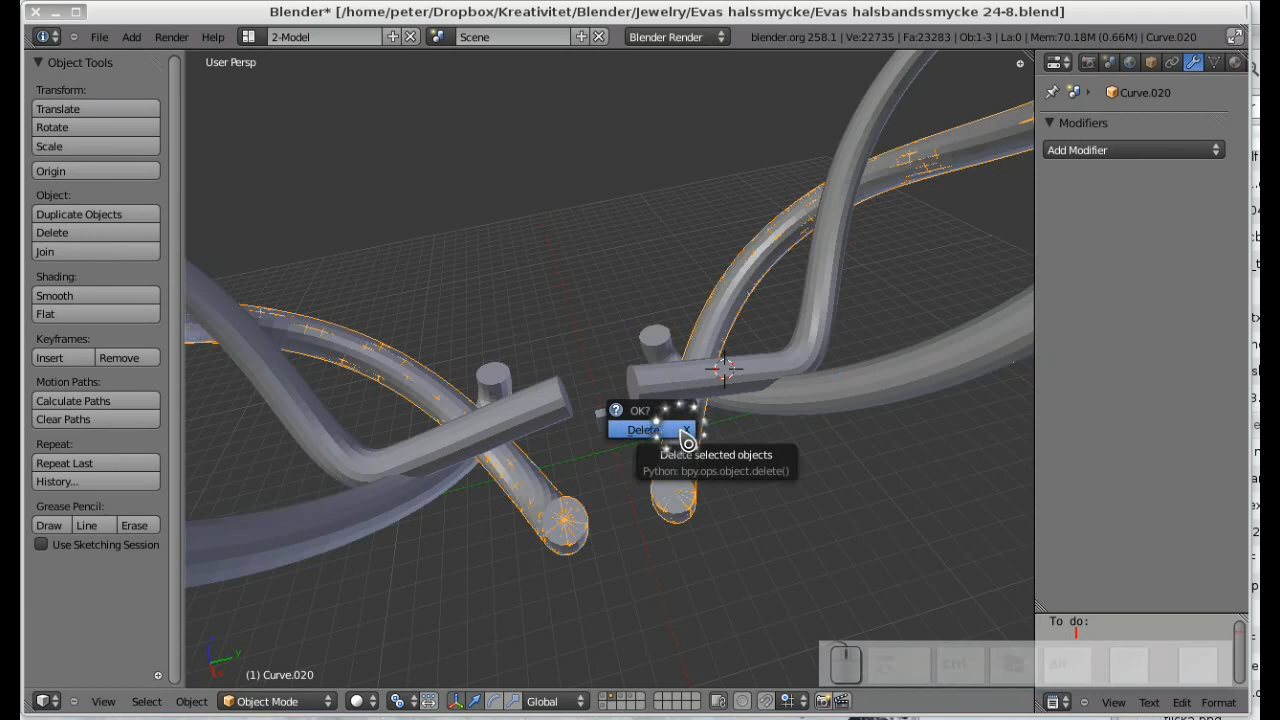 Blender* [/home/peter/Dropbox/Kreativitet/Blender/Jewelry/Evas halssmycke/Evas halsbandssmycke 24-8.blend]
File Add Render Help 2-Model Scene Blender Render blender.org 258.1 | Ve:22735 | Fa:23283 | Ob:1-3 | La:0 | Mem:70.18M (0.66M) | Curve.020
Object Tools
Transform:
Translate
Rotate
Scale
Origin
Object:
Duplicate Objects
Delete
Join
Shading:
Smooth
Flat
Keyframes:
Insert Remove
Motion Paths:
Calculate Paths
Clear Paths
Repeat:
Repeat Last
History...
Grease Pencil:
Draw Line Erase
Use Sketching Session
User Persp
OK?
Delete X
Delete selected objects
Python: bpy.ops.object.delete()
y
x
(1) Curve.020
Curve.020
Modifiers
Add Modifier
To do:
Ctrl Alt
View Select Object Object Mode Global
View Text Edit Format